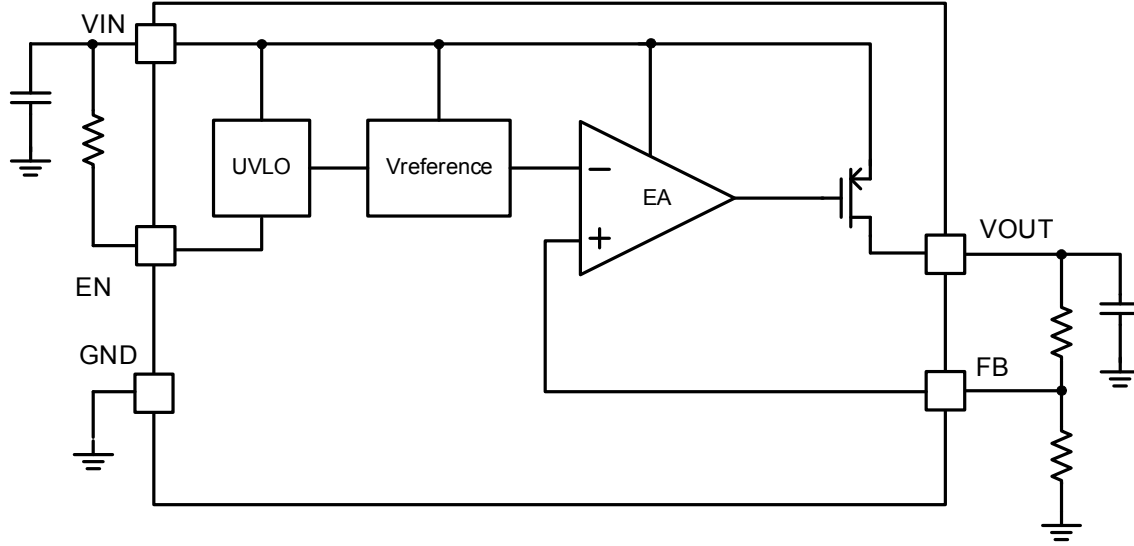 VIN
UVLO
Vreference
−
EA
+
VOUT
EN
GND
FB